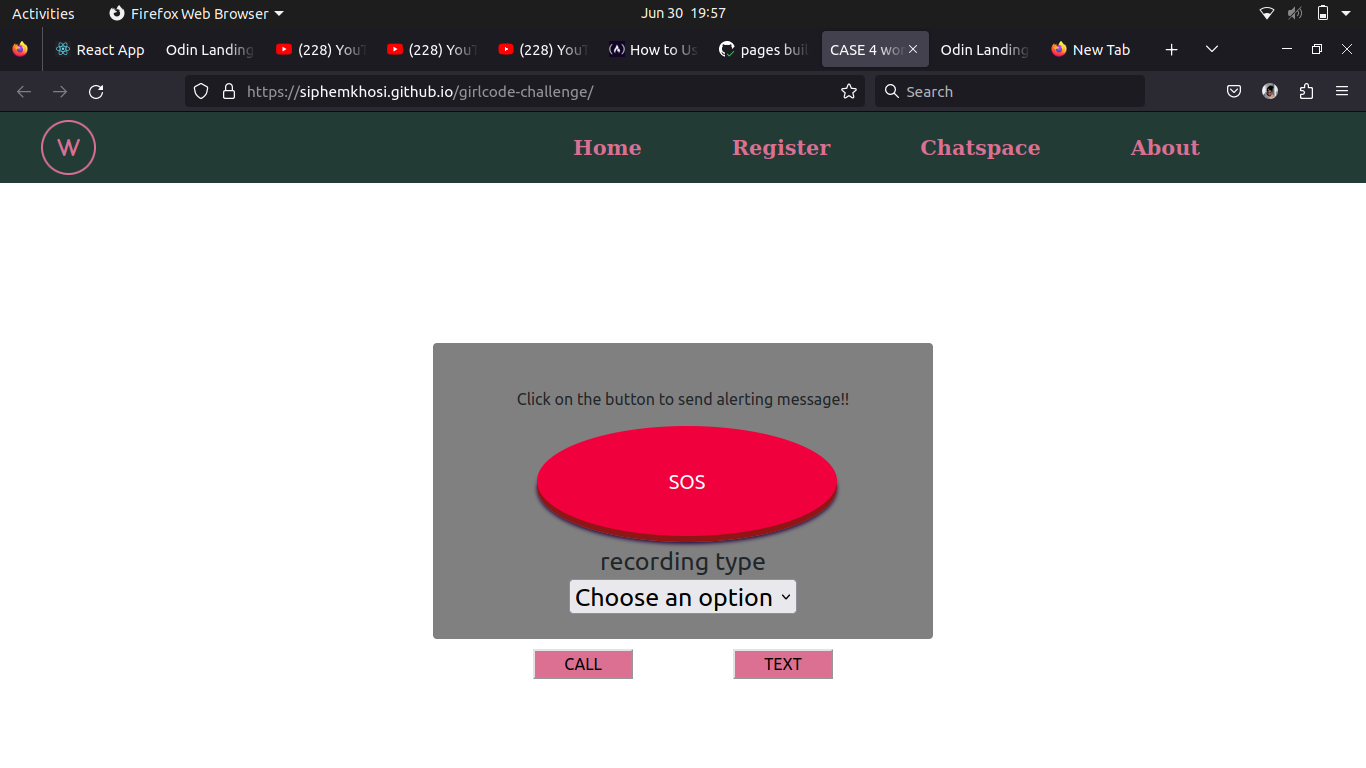 Activities Firefox Web Browser Jun 30 19:57
React App Odin Landing (228) YouT (228) YouT (228) YouT How to Us pages buil CASE 4 wor Odin Landing New Tab
https://siphemkhosi.github.io/girlcode-challenge/ Search
W Home Register Chatspace About
Click on the button to send alerting message!!
SOS
recording type
Choose an option
CALL TEXT